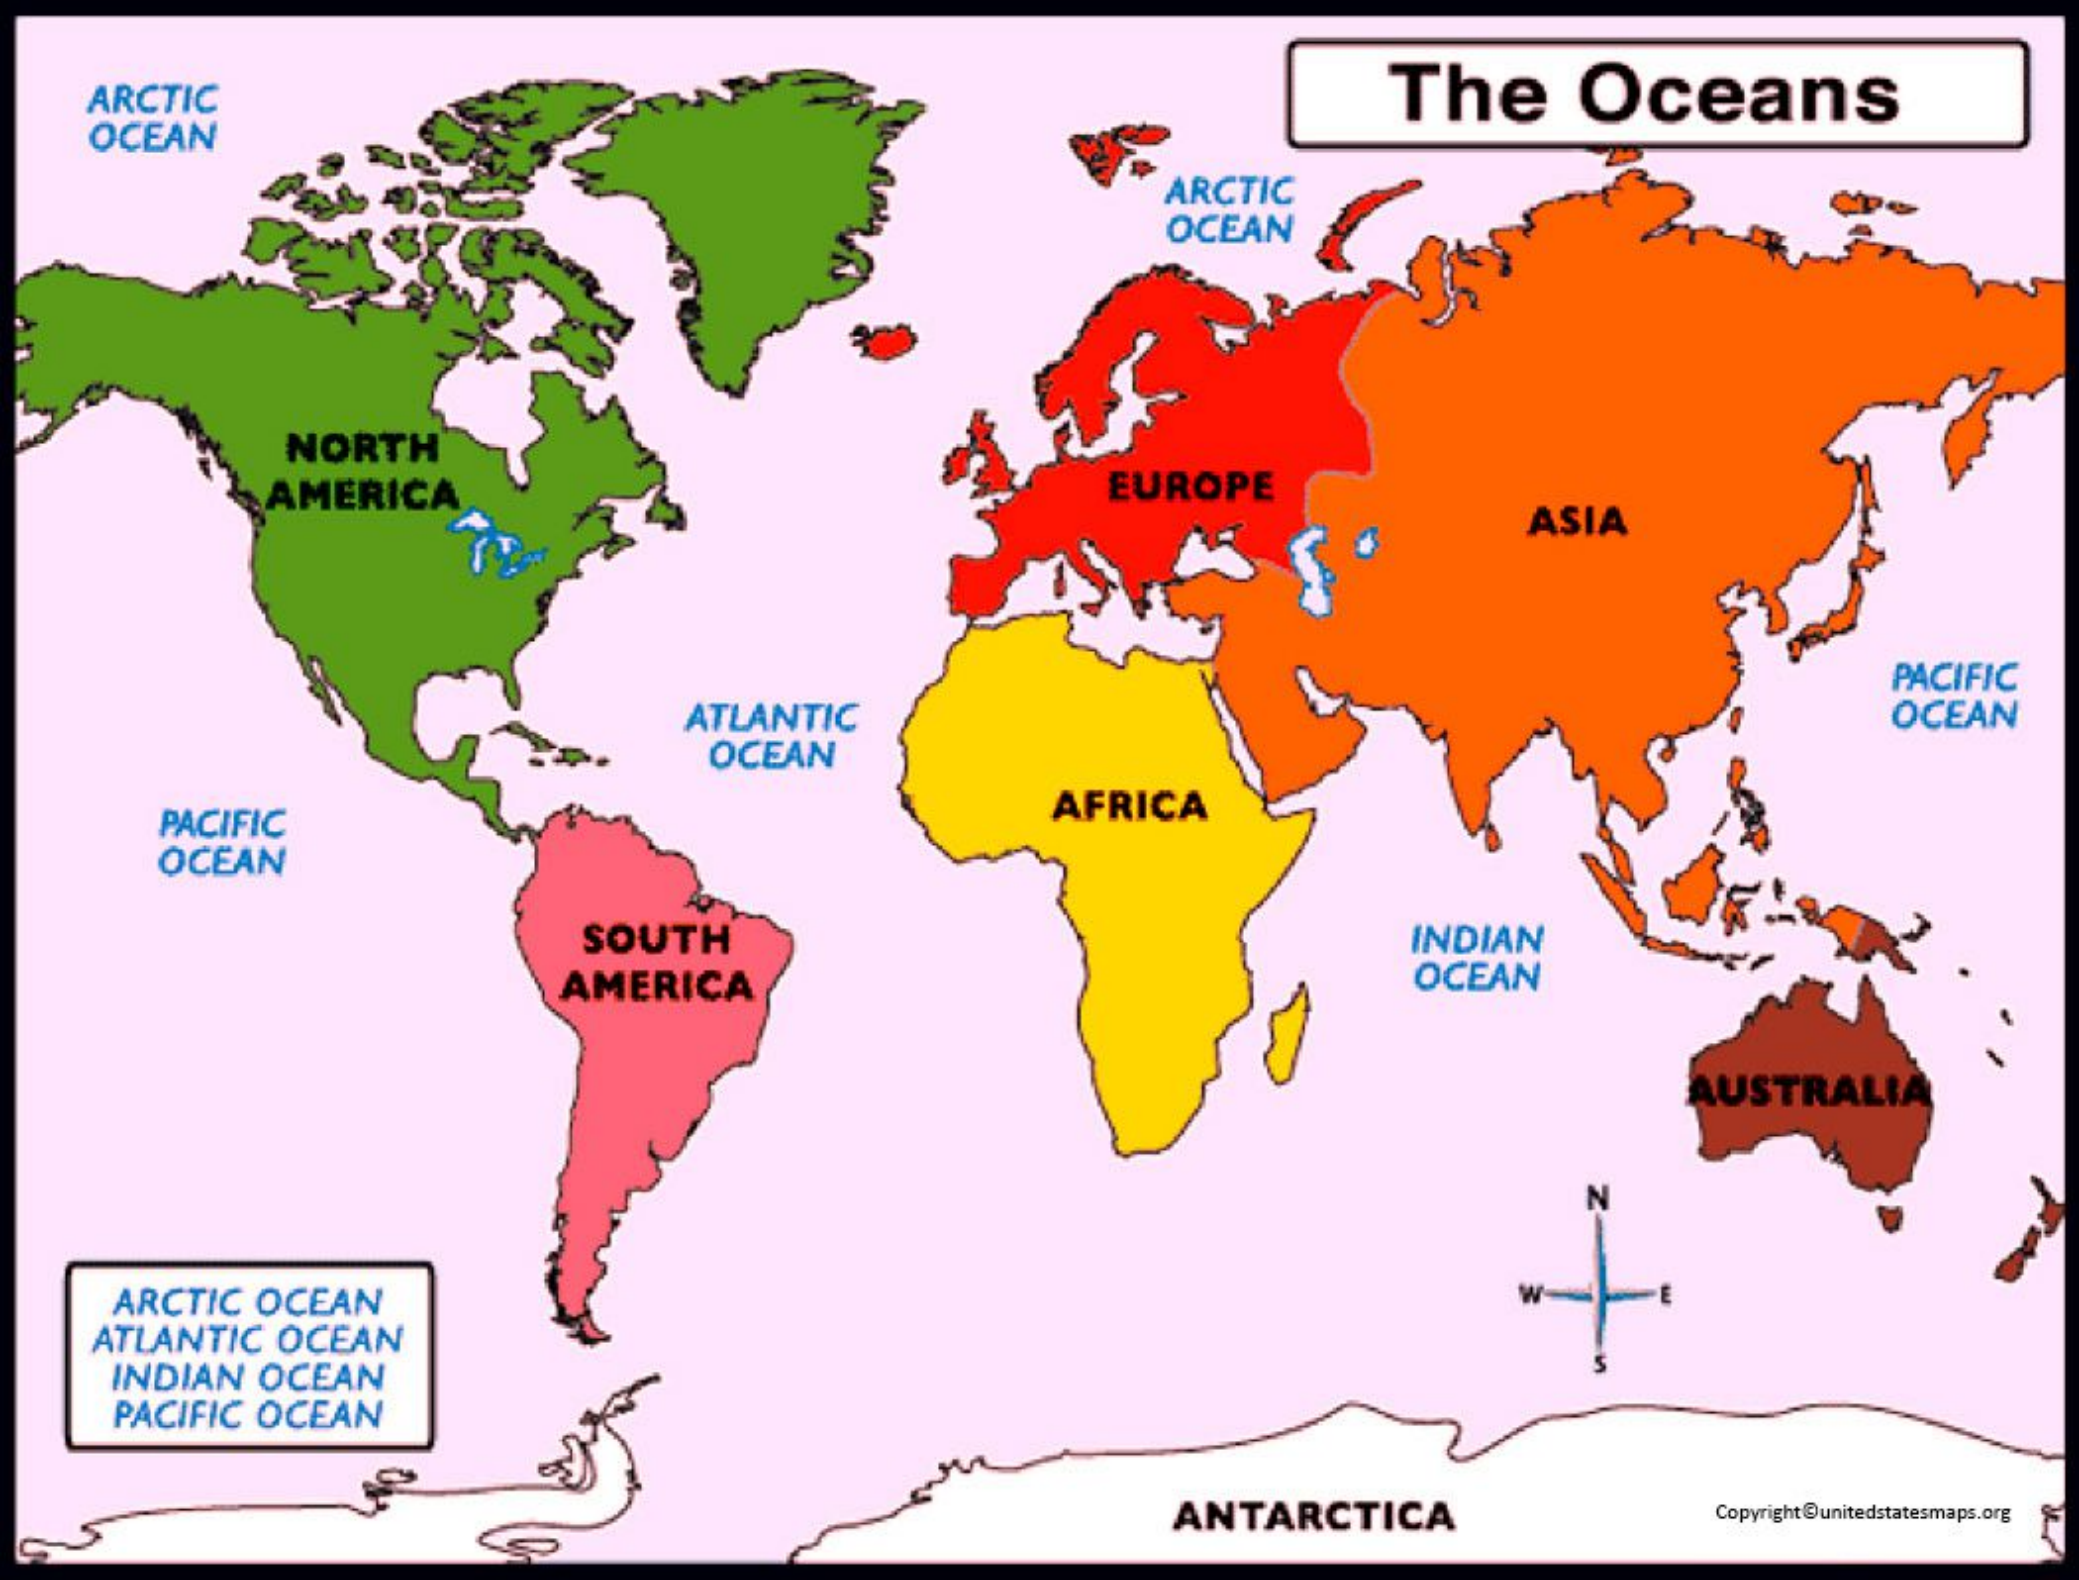 The Oceans
ARCTIC
OCEAN
ARCTIC
OCEAN
NORTH
AMERICA
EUROPE
ASIA
PACIFIC
OCEAN
ATLANTIC
OCEAN
AFRICA
PACIFIC
OCEAN
SOUTH
AMERICA
INDIAN
OCEAN
AUSTRALIA
N
W E
S
ARCTIC OCEAN
ATLANTIC OCEAN
INDIAN OCEAN
PACIFIC OCEAN
ANTARCTICA
Copyright©unitedstatesmaps.org